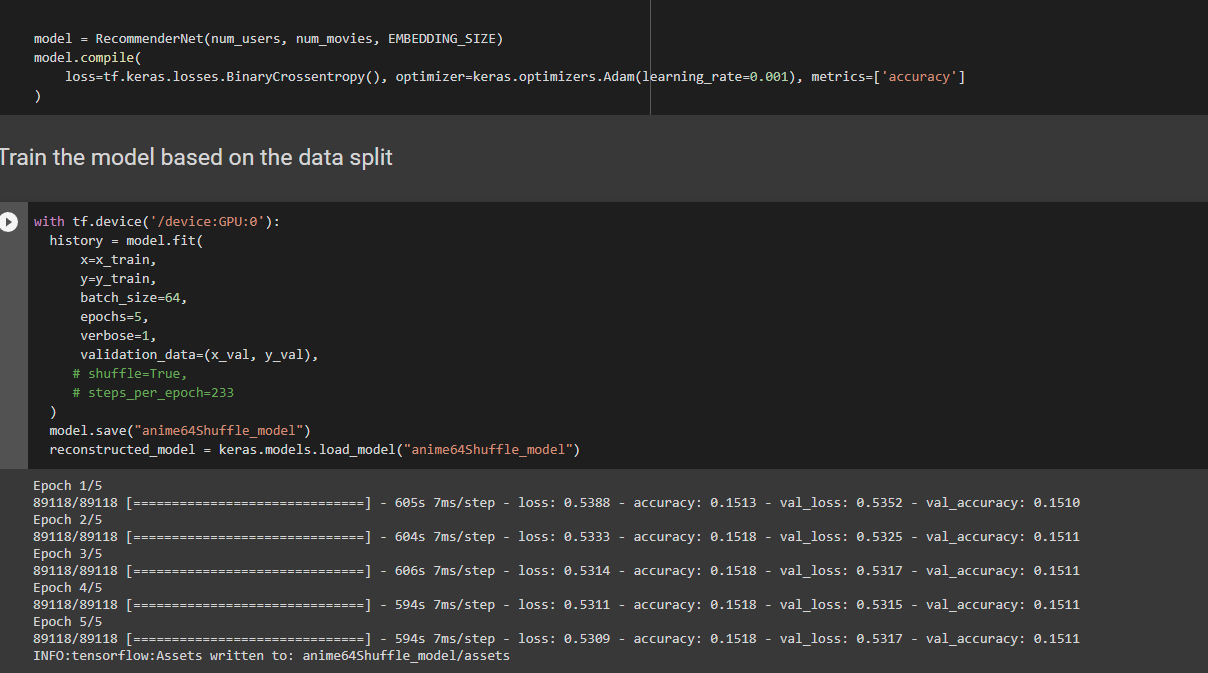 model = RecommenderNet(num_users, num_movies, EMBEDDING_SIZE)
model.compile(
    loss=tf.keras.losses.BinaryCrossentropy(), optimizer=keras.optimizers.Adam(learning_rate=0.001), metrics=['accuracy']
)
Train the model based on the data split
with tf.device('/device:GPU:0'):
  history = model.fit(
      x=x_train,
      y=y_train,
      batch_size=64,
      epochs=5,
      verbose=1,
      validation_data=(x_val, y_val),
     # shuffle=True,
     # steps_per_epoch=233
  )
  model.save("anime64Shuffle_model")
  reconstructed_model = keras.models.load_model("anime64Shuffle_model")
Epoch 1/5
89118/89118 [==============================] - 605s 7ms/step - loss: 0.5388 - accuracy: 0.1513 - val_loss: 0.5352 - val_accuracy: 0.1510
Epoch 2/5
89118/89118 [==============================] - 604s 7ms/step - loss: 0.5333 - accuracy: 0.1518 - val_loss: 0.5325 - val_accuracy: 0.1511
Epoch 3/5
89118/89118 [==============================] - 606s 7ms/step - loss: 0.5314 - accuracy: 0.1518 - val_loss: 0.5317 - val_accuracy: 0.1511
Epoch 4/5
89118/89118 [==============================] - 594s 7ms/step - loss: 0.5311 - accuracy: 0.1518 - val_loss: 0.5315 - val_accuracy: 0.1511
Epoch 5/5
89118/89118 [==============================] - 594s 7ms/step - loss: 0.5309 - accuracy: 0.1518 - val_loss: 0.5317 - val_accuracy: 0.1511
INFO:tensorflow:Assets written to: anime64Shuffle_model/assets